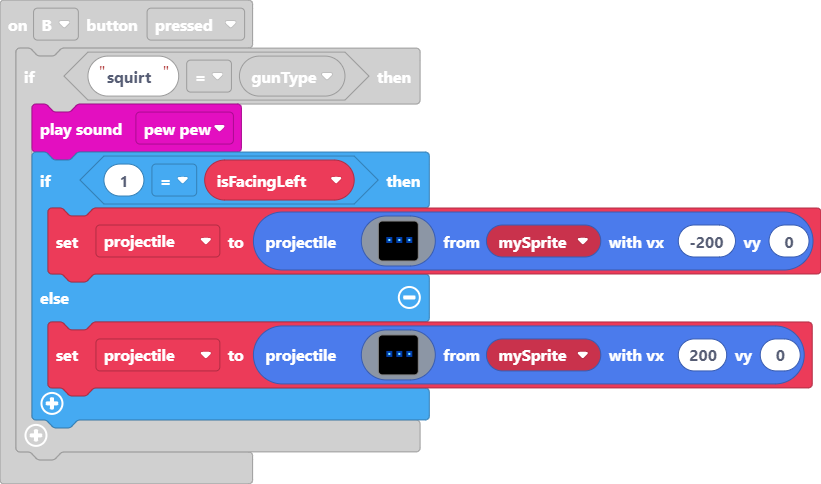 on B button pressed
if "squirt" = gunType then
play sound pew pew
if 1 = isFacingLeft then
set projectile to projectile from mySprite with vx -200 vy 0
else
set projectile to projectile from mySprite with vx 200 vy 0